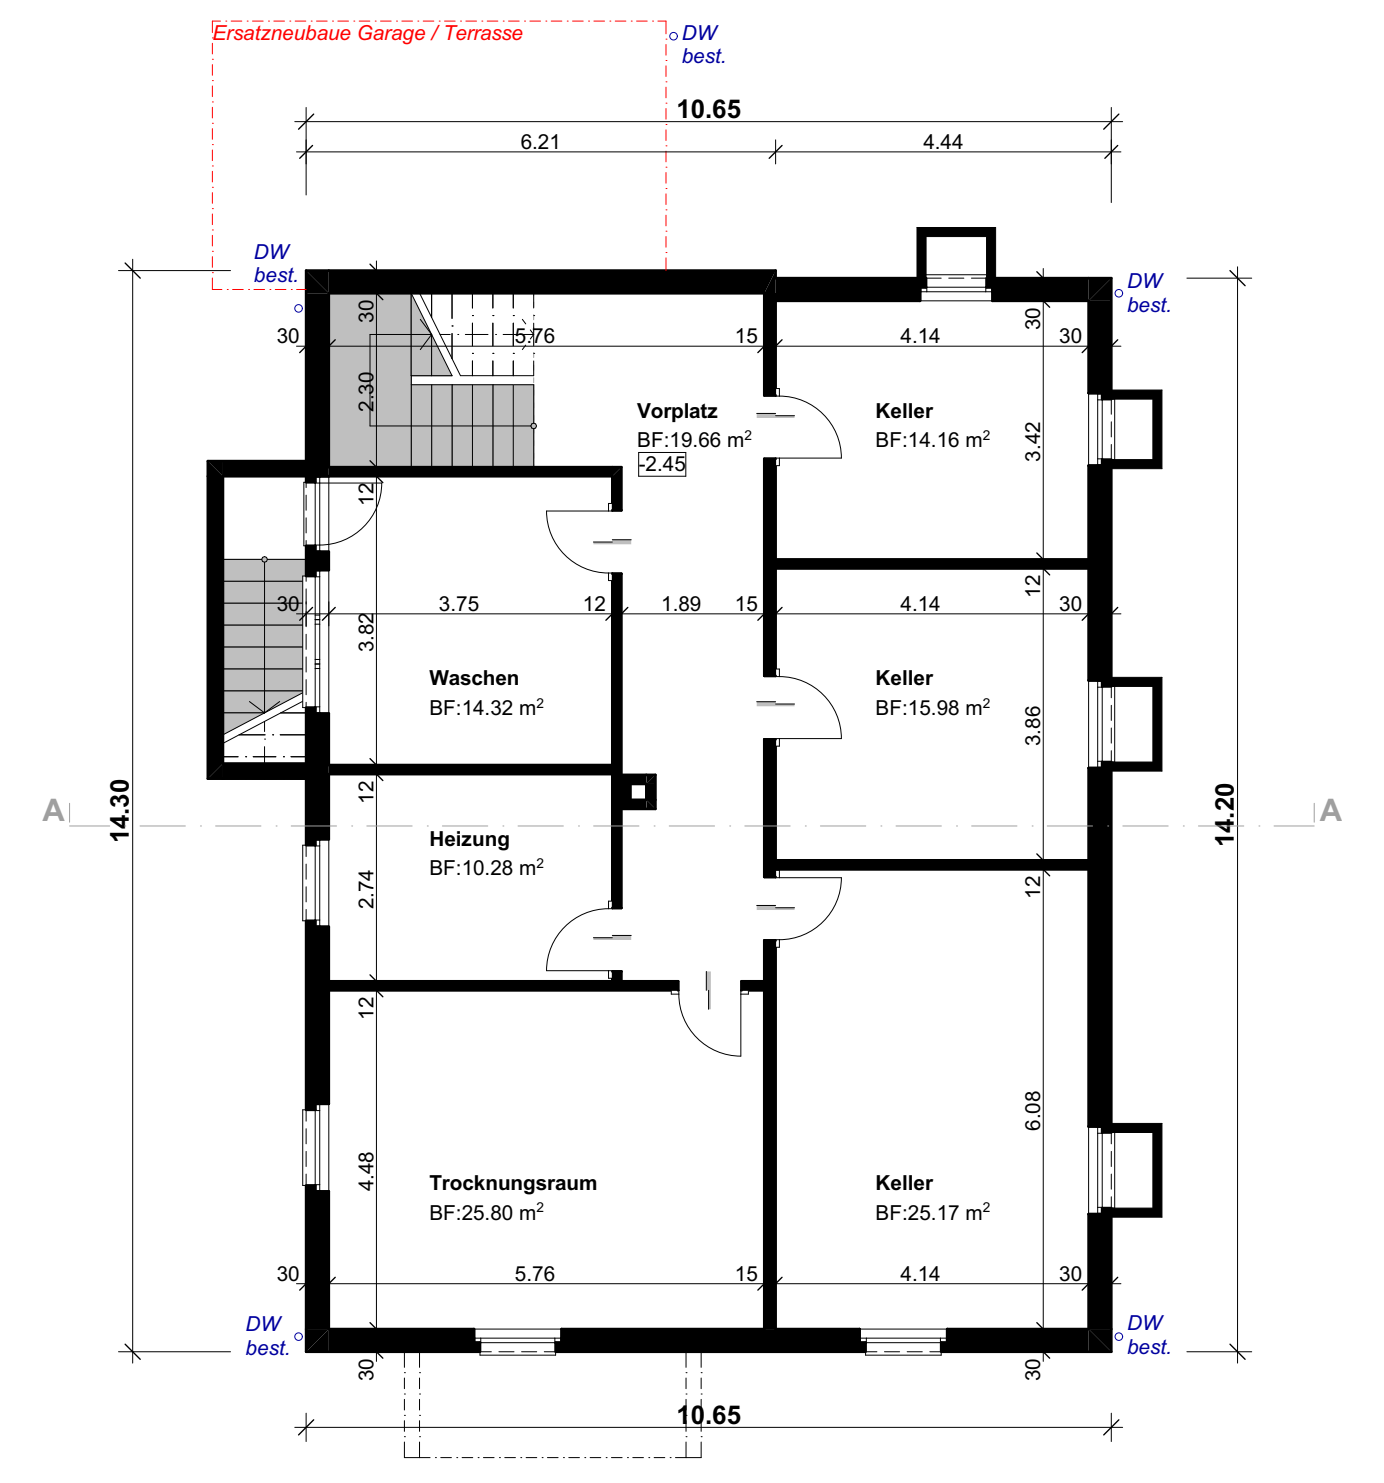 Ersatzneubaue Garage / Terrasse
DW
best.
10.65
6.21
4.44
DW
best.
DW
best.
30
30
30
5.76
15
4.14
30
2.30
Vorplatz
BF:19.66 m²
-2.45
Keller
BF:14.16 m²
3.42
12
12
30
3.75
12
1.89
15
4.14
30
3.82
Waschen
BF:14.32 m²
Keller
BF:15.98 m²
3.86
12
14.30
A
A
14.20
Heizung
BF:10.28 m²
2.74
12
12
6.08
4.48
Trocknungsraum
BF:25.80 m²
Keller
BF:25.17 m²
30
5.76
15
4.14
30
DW
best.
DW
best.
30
30
10.65